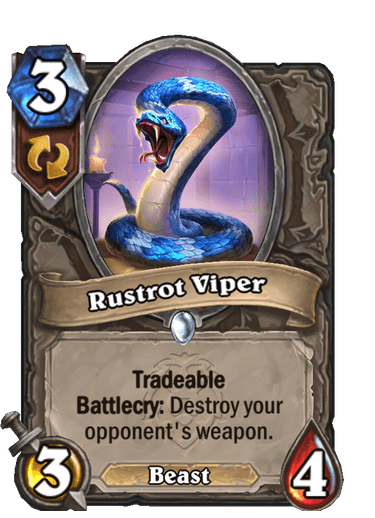 3
Rustrot Viper
Tradeable
Battlecry: Destroy your
opponent's weapon.
3
Beast
4